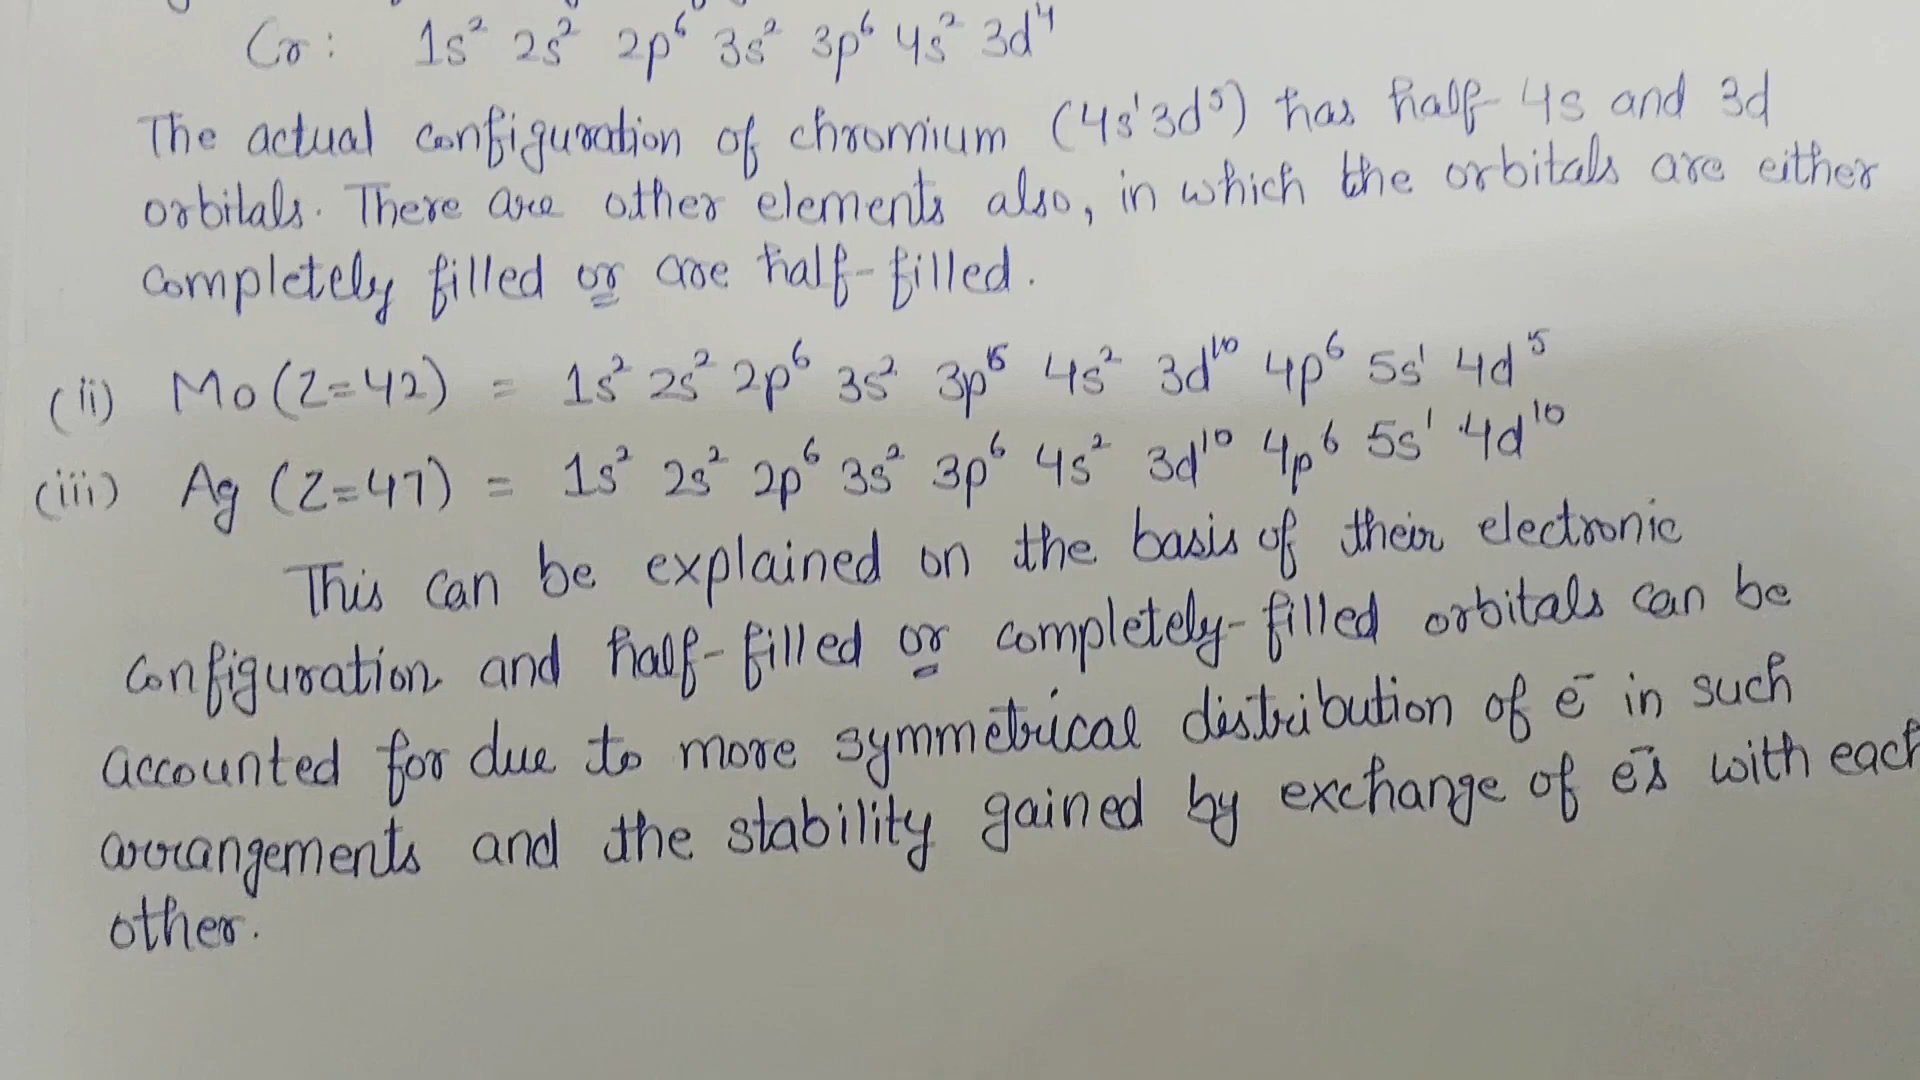 Cr: 1s² 2s² 2p⁶ 3s² 3p⁶ 4s² 3d⁴
The actual configuration of chromium (4s¹3d⁵) has half- 4s and 3d
orbitals. There are other elements also, in which the orbitals are either
completely filled or are half-filled.
(ii) Mo (Z=42) = 1s² 2s² 2p⁶ 3s² 3p⁶ 4s² 3d¹⁰ 4p⁶ 5s¹ 4d⁵
(iii) Ag (Z=47) = 1s² 2s² 2p⁶ 3s² 3p⁶ 4s² 3d¹⁰ 4p⁶ 5s¹ 4d¹⁰
This can be explained on the basis of their electronic
configuration and half-filled or completely-filled orbitals can be
accounted for due to more symmetrical distribution of e⁻ in such
arrangements and the stability gained by exchange of e⁻s with each
other.